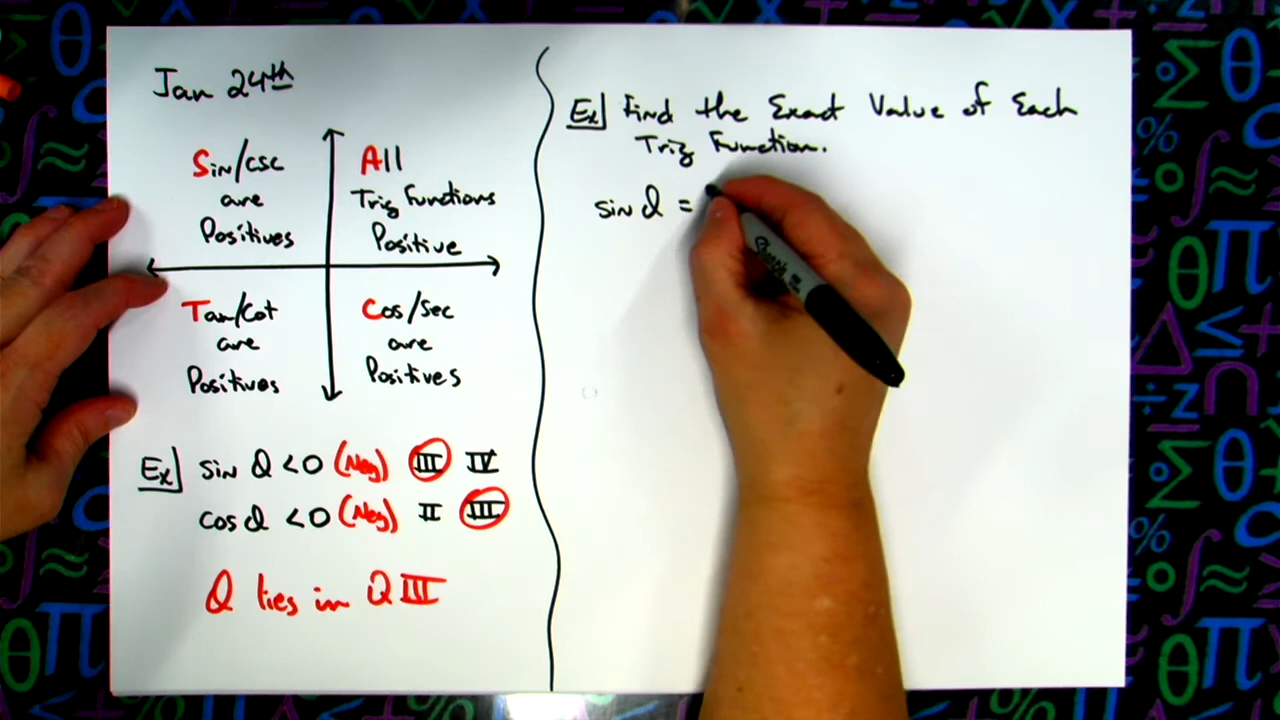 Jan 24th
Sin/csc
are
Positives
All
Trig Functions
Positive
Tan/Cot
are
Positives
Cos/Sec
are
Positives
Ex] sin θ <0 (Neg) III IV
cos θ <0 (Neg) II III
θ lies in QIII
Ex] Find the Exact Value of Each
Trig Function.
sin θ =
Sharpie